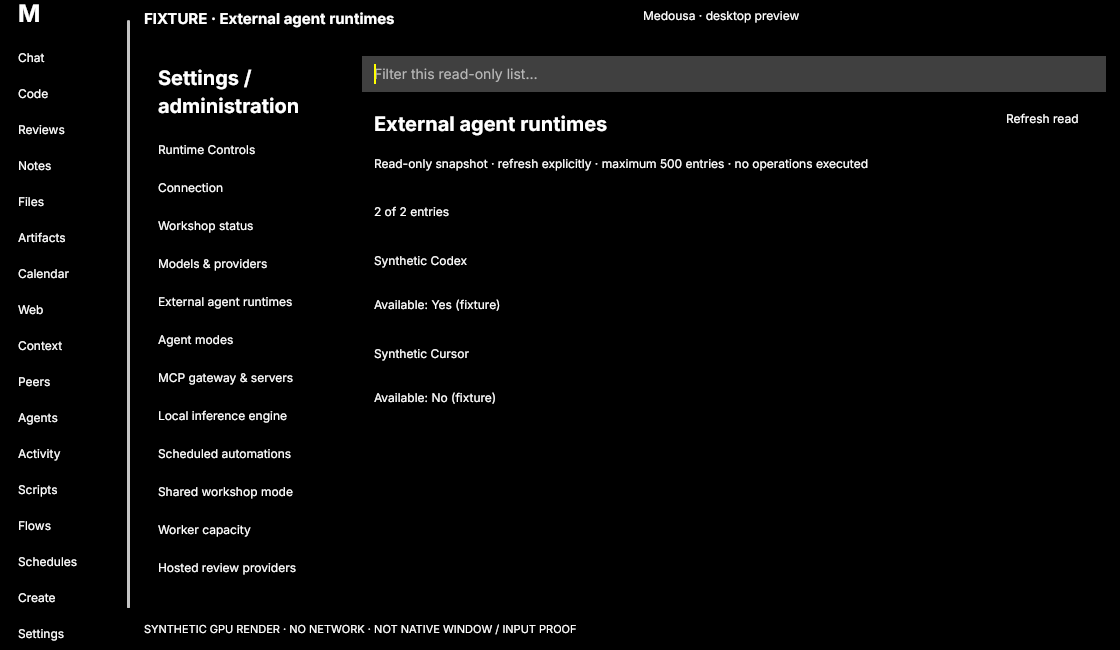 M
Chat
Code
Reviews
Notes
Files
Artifacts
Calendar
Web
Context
Peers
Agents
Activity
Scripts
Flows
Schedules
Create
Settings
FIXTURE · External agent runtimes
Medousa · desktop preview
Settings /
administration
Runtime Controls
Connection
Workshop status
Models & providers
External agent runtimes
Agent modes
MCP gateway & servers
Local inference engine
Scheduled automations
Shared workshop mode
Worker capacity
Hosted review providers
Filter this read-only list...
External agent runtimes
Refresh read
Read-only snapshot · refresh explicitly · maximum 500 entries · no operations executed
2 of 2 entries
Synthetic Codex
Available: Yes (fixture)
Synthetic Cursor
Available: No (fixture)
SYNTHETIC GPU RENDER · NO NETWORK · NOT NATIVE WINDOW / INPUT PROOF